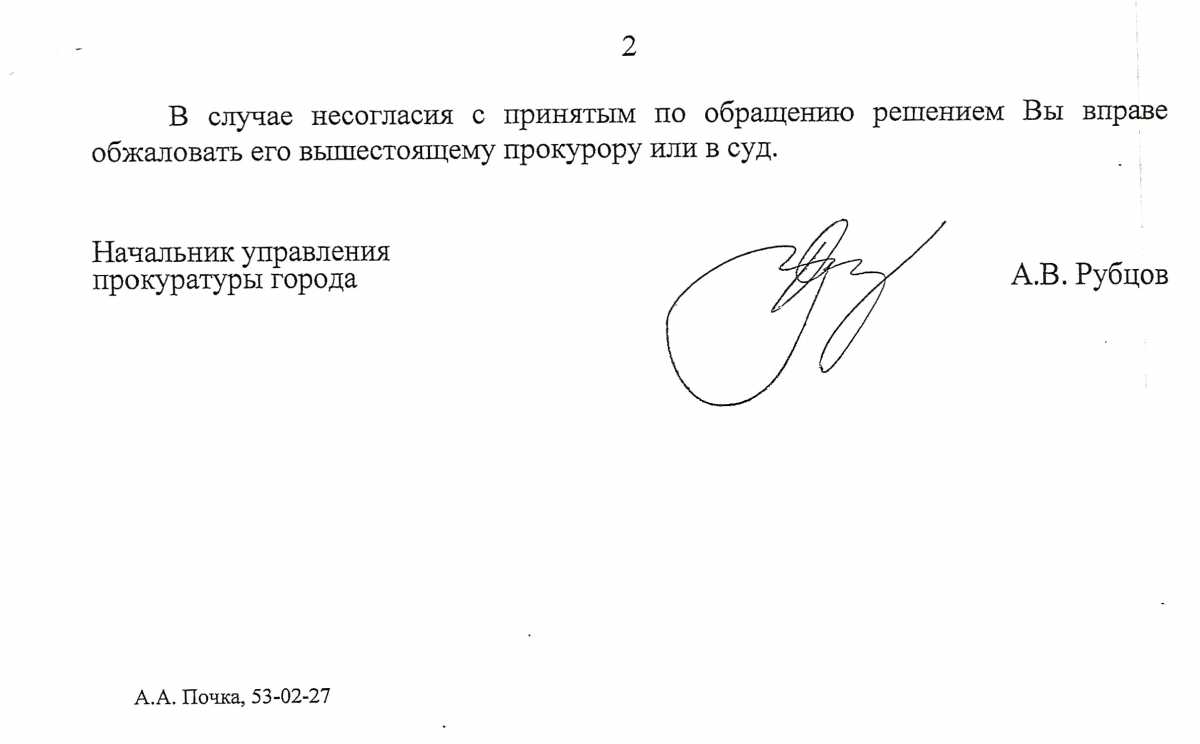 2
В случае несогласия с принятым по обращению решением Вы вправе
обжаловать его вышестоящему прокурору или в суд.
Начальник управления
прокуратуры города
А.В. Рубцов
А.А. Почка, 53-02-27